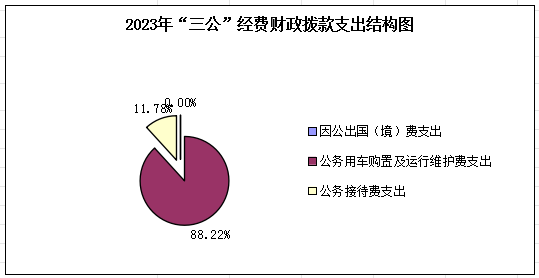 2023年“三公”经费财政拨款支出结构图
0.00%
11.78%
因公出国（境）费支出
公务用车购置及运行维护费支出
公务接待费支出
88.22%